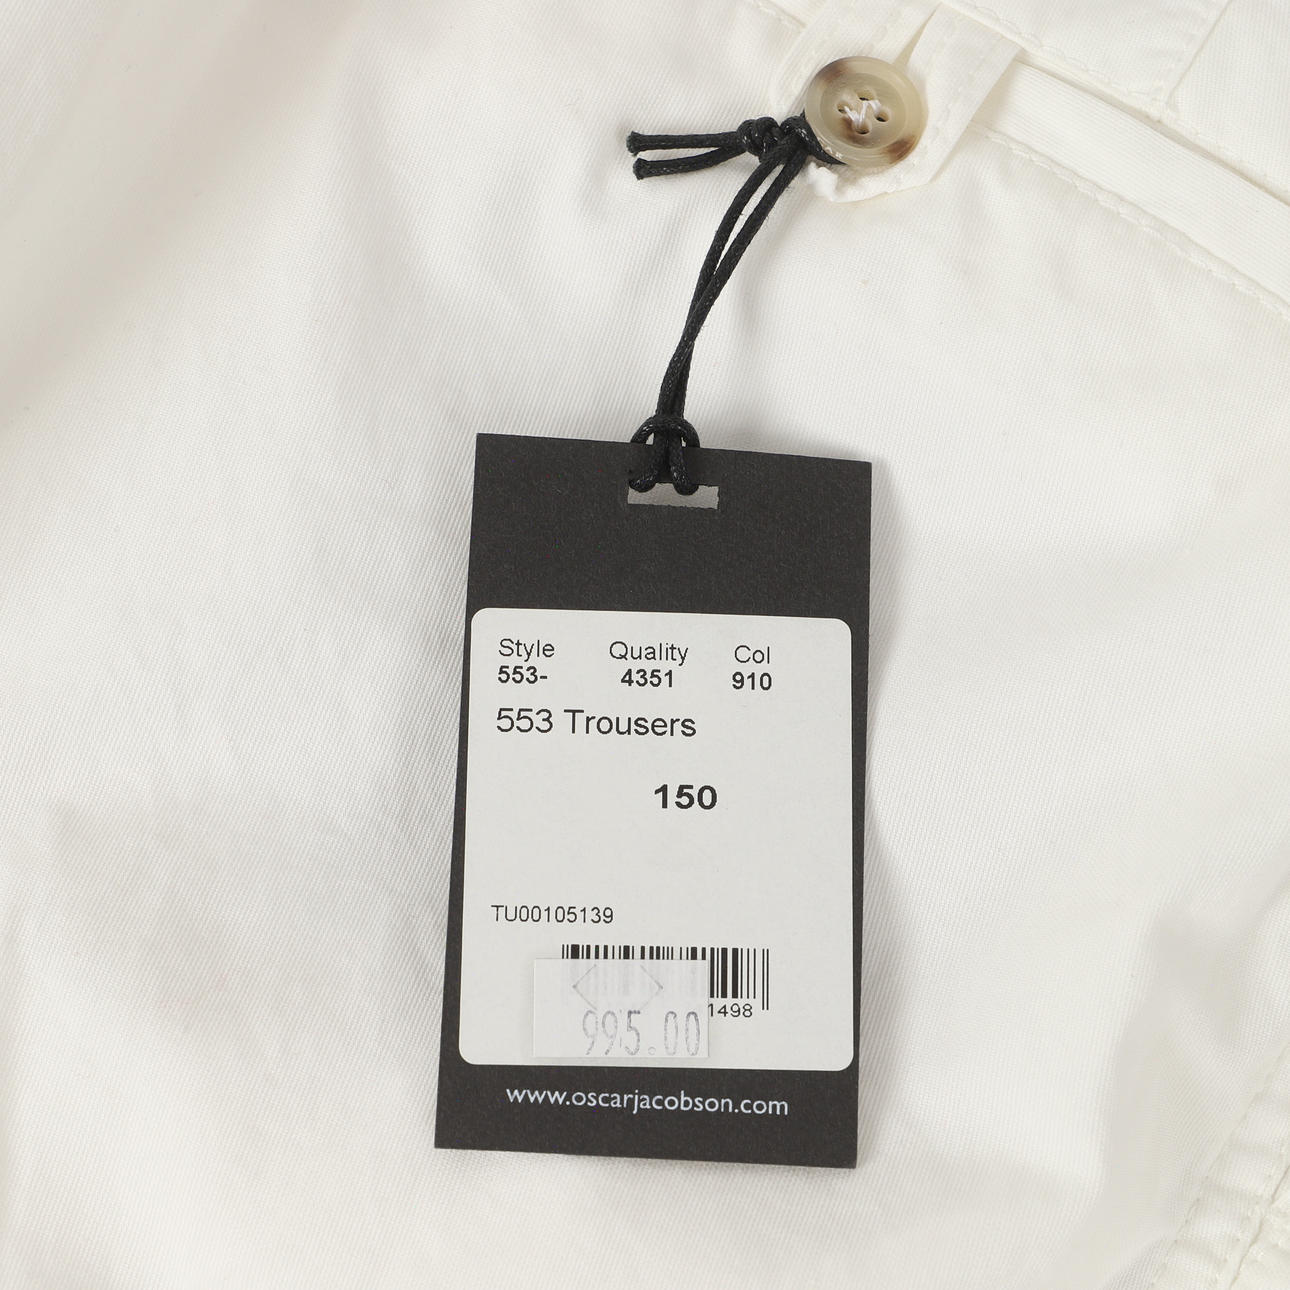 Style Quality Col
553- 4351 910
553 Trousers
150
TU00105139
1498
995.00
www.oscarjacobson.com